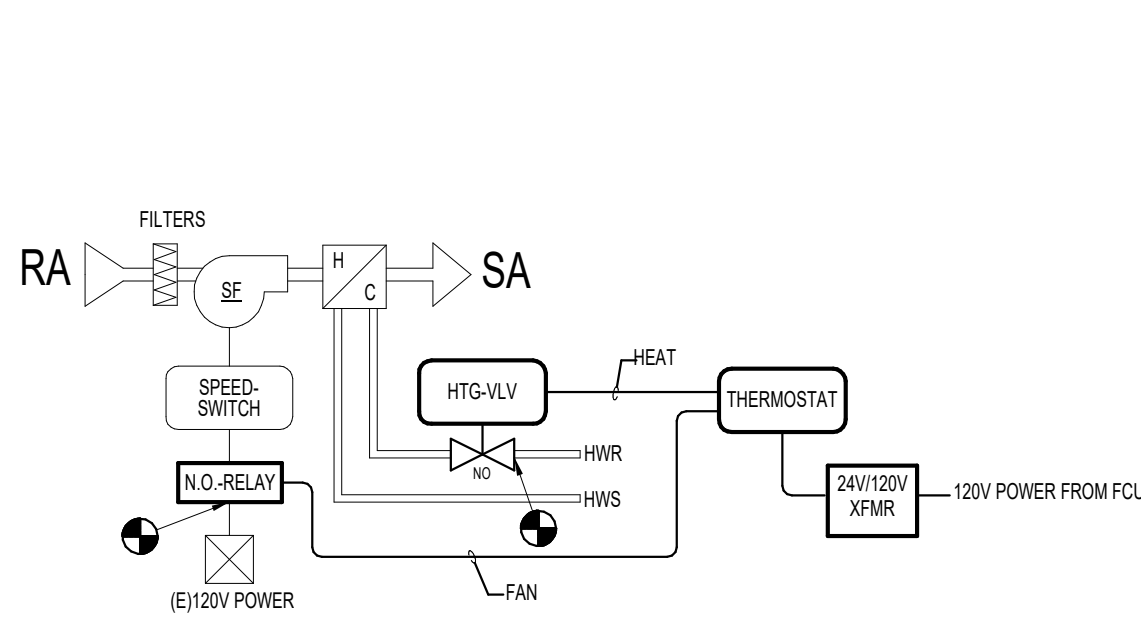 FILTERS
RA
SF
H
C
SA
SPEED-
SWITCH
N.O.-RELAY
(E)120V POWER
HTG-VLV
NO
HWR
HWS
HEAT
FAN
THERMOSTAT
24V/120V
XFMR
120V POWER FROM FCU